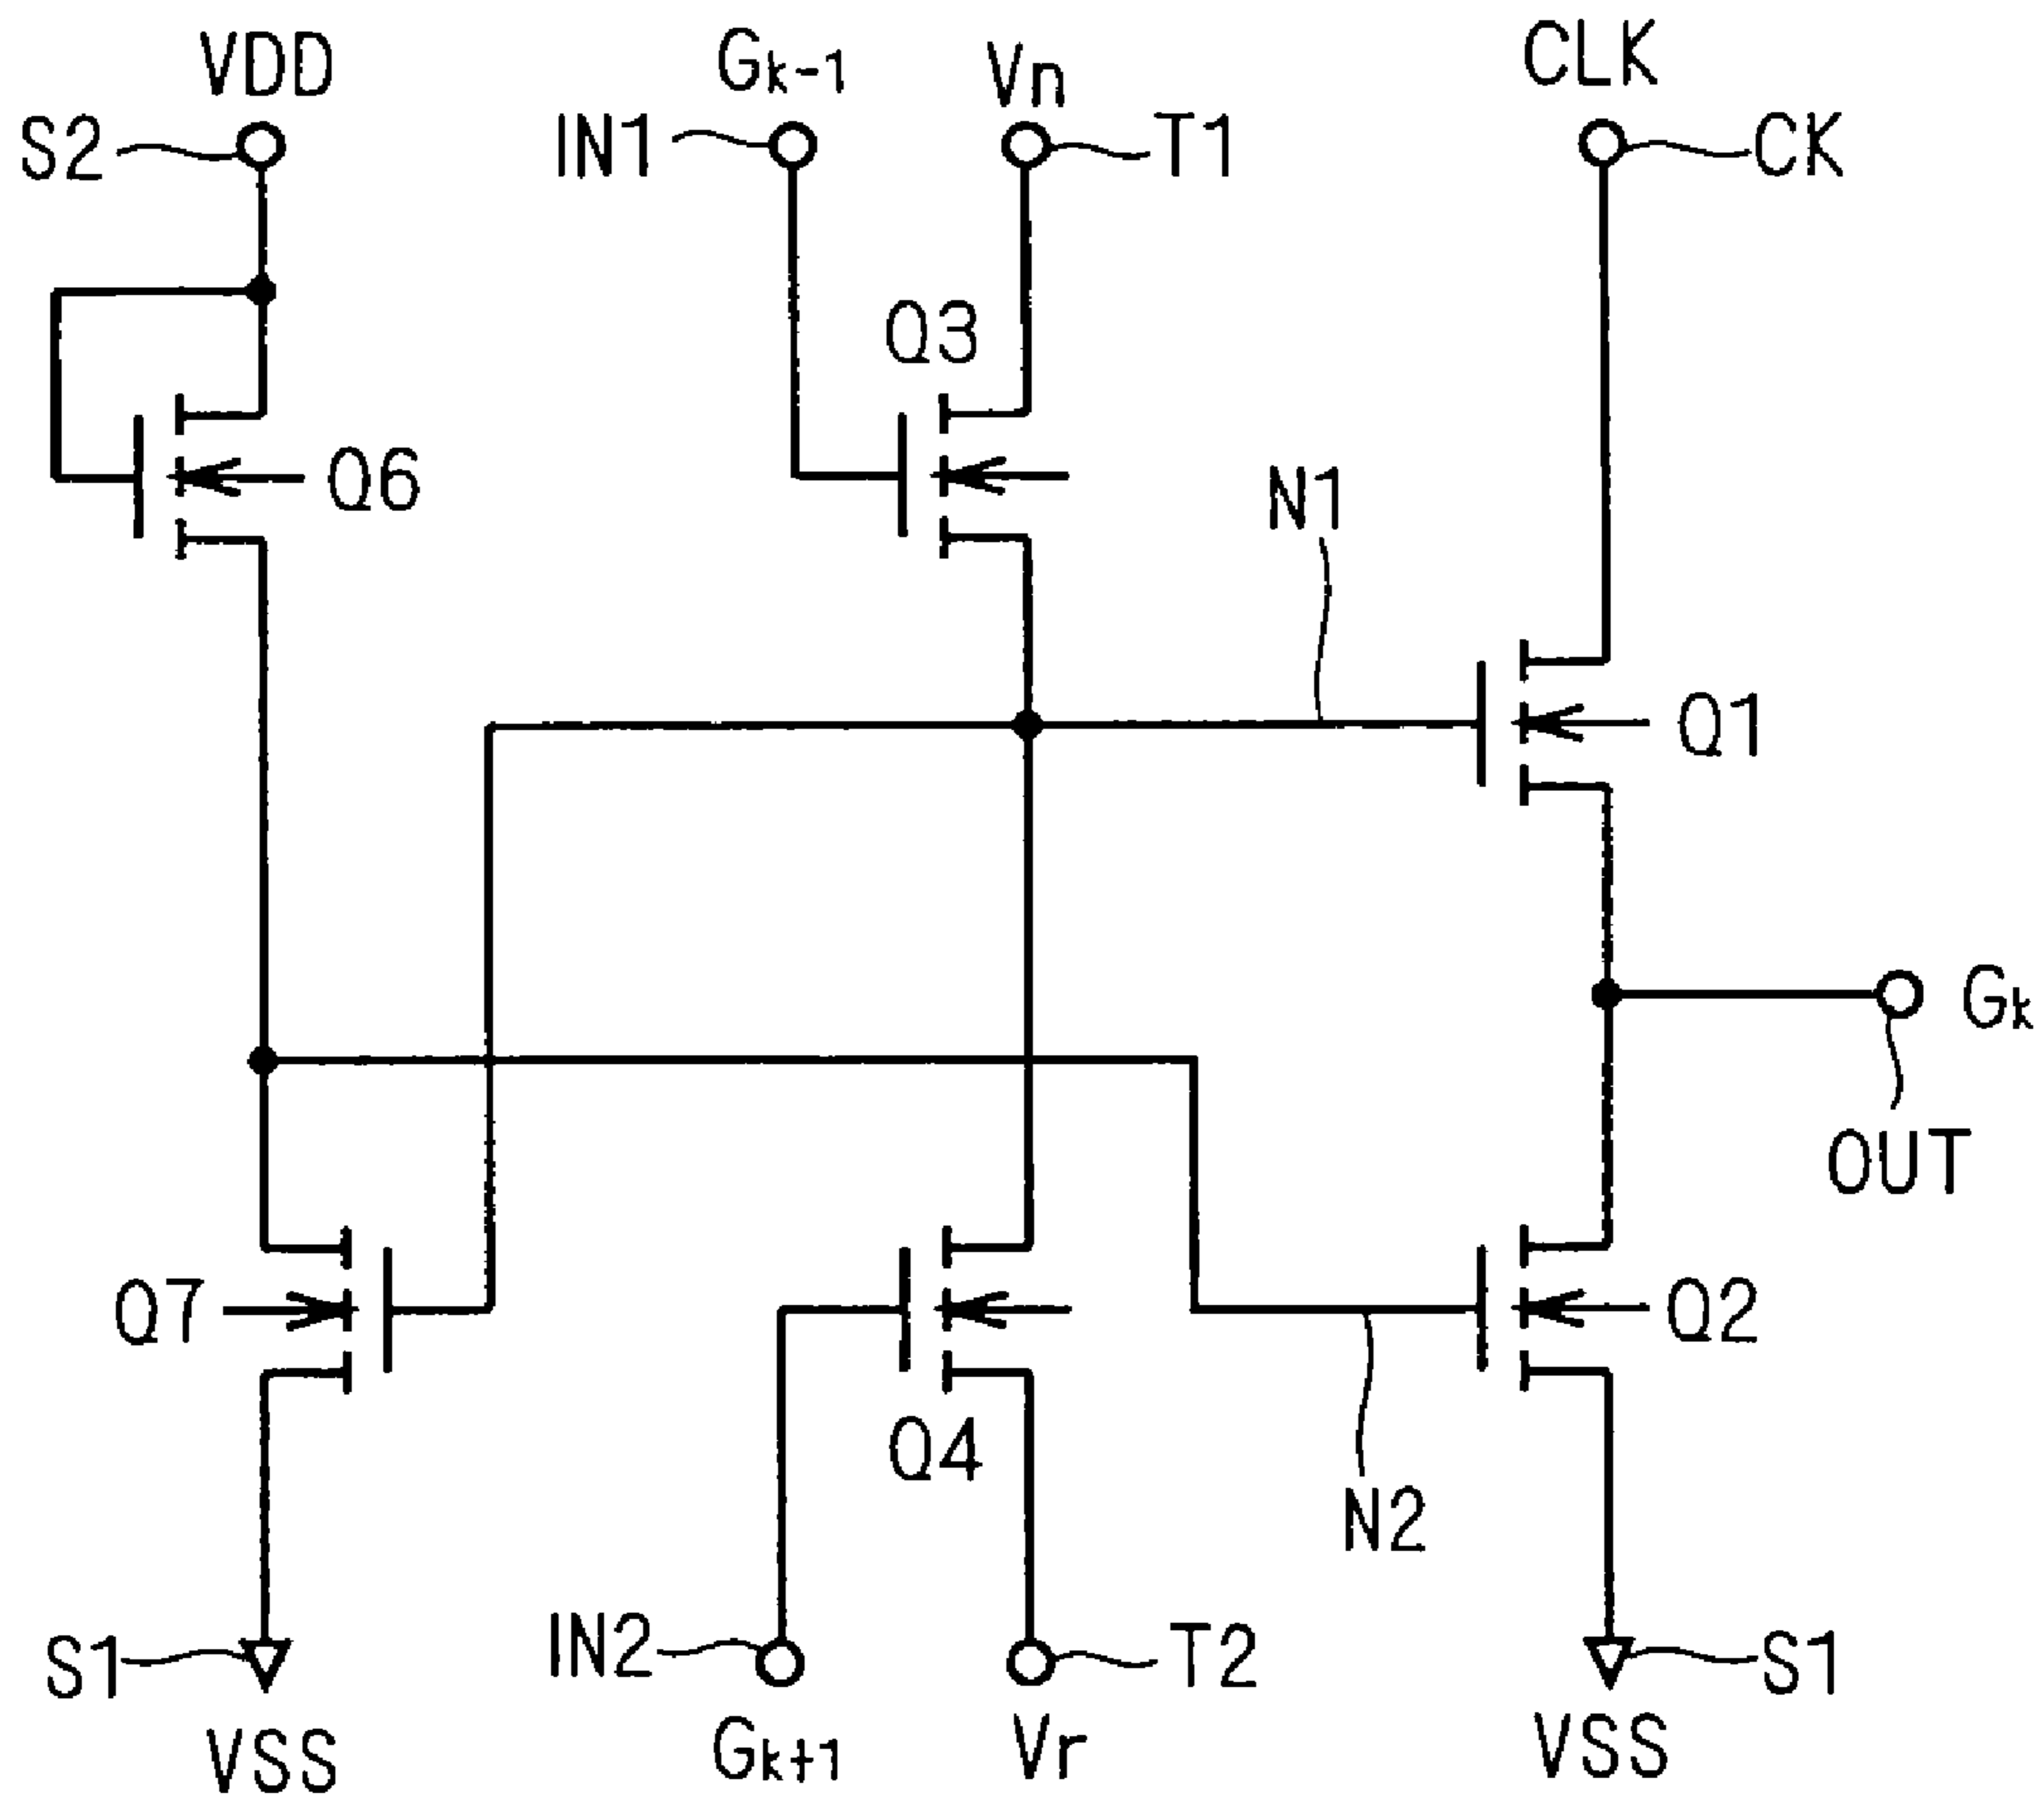 VDD
Gk-1
Vn
CLK
S2
IN1
T1
CK
Q3
Q6
N1
Q1
Gk
OUT
Q7
Q2
Q4
N2
S1
IN2
T2
S1
VSS
Gk+1
Vr
VSS